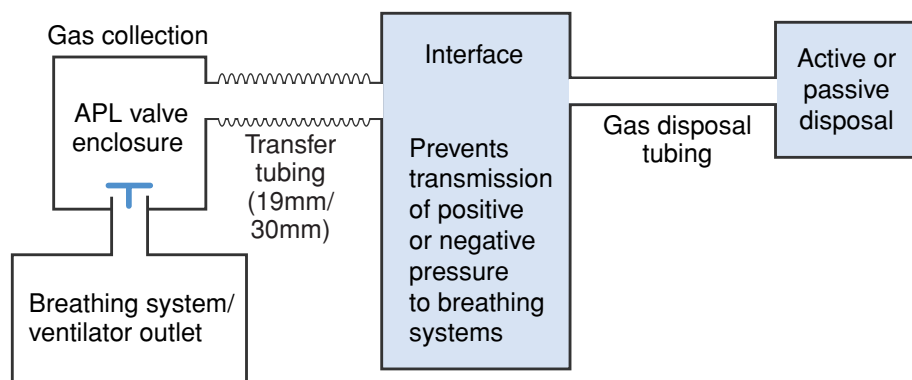 Gas collection
APL valve
enclosure
Breathing system/
ventilator outlet
Transfer
tubing
(19mm/
30mm)
Interface
Prevents
transmission
of positive
or negative
pressure
to breathing
systems
Gas disposal
tubing
Active or
passive
disposal